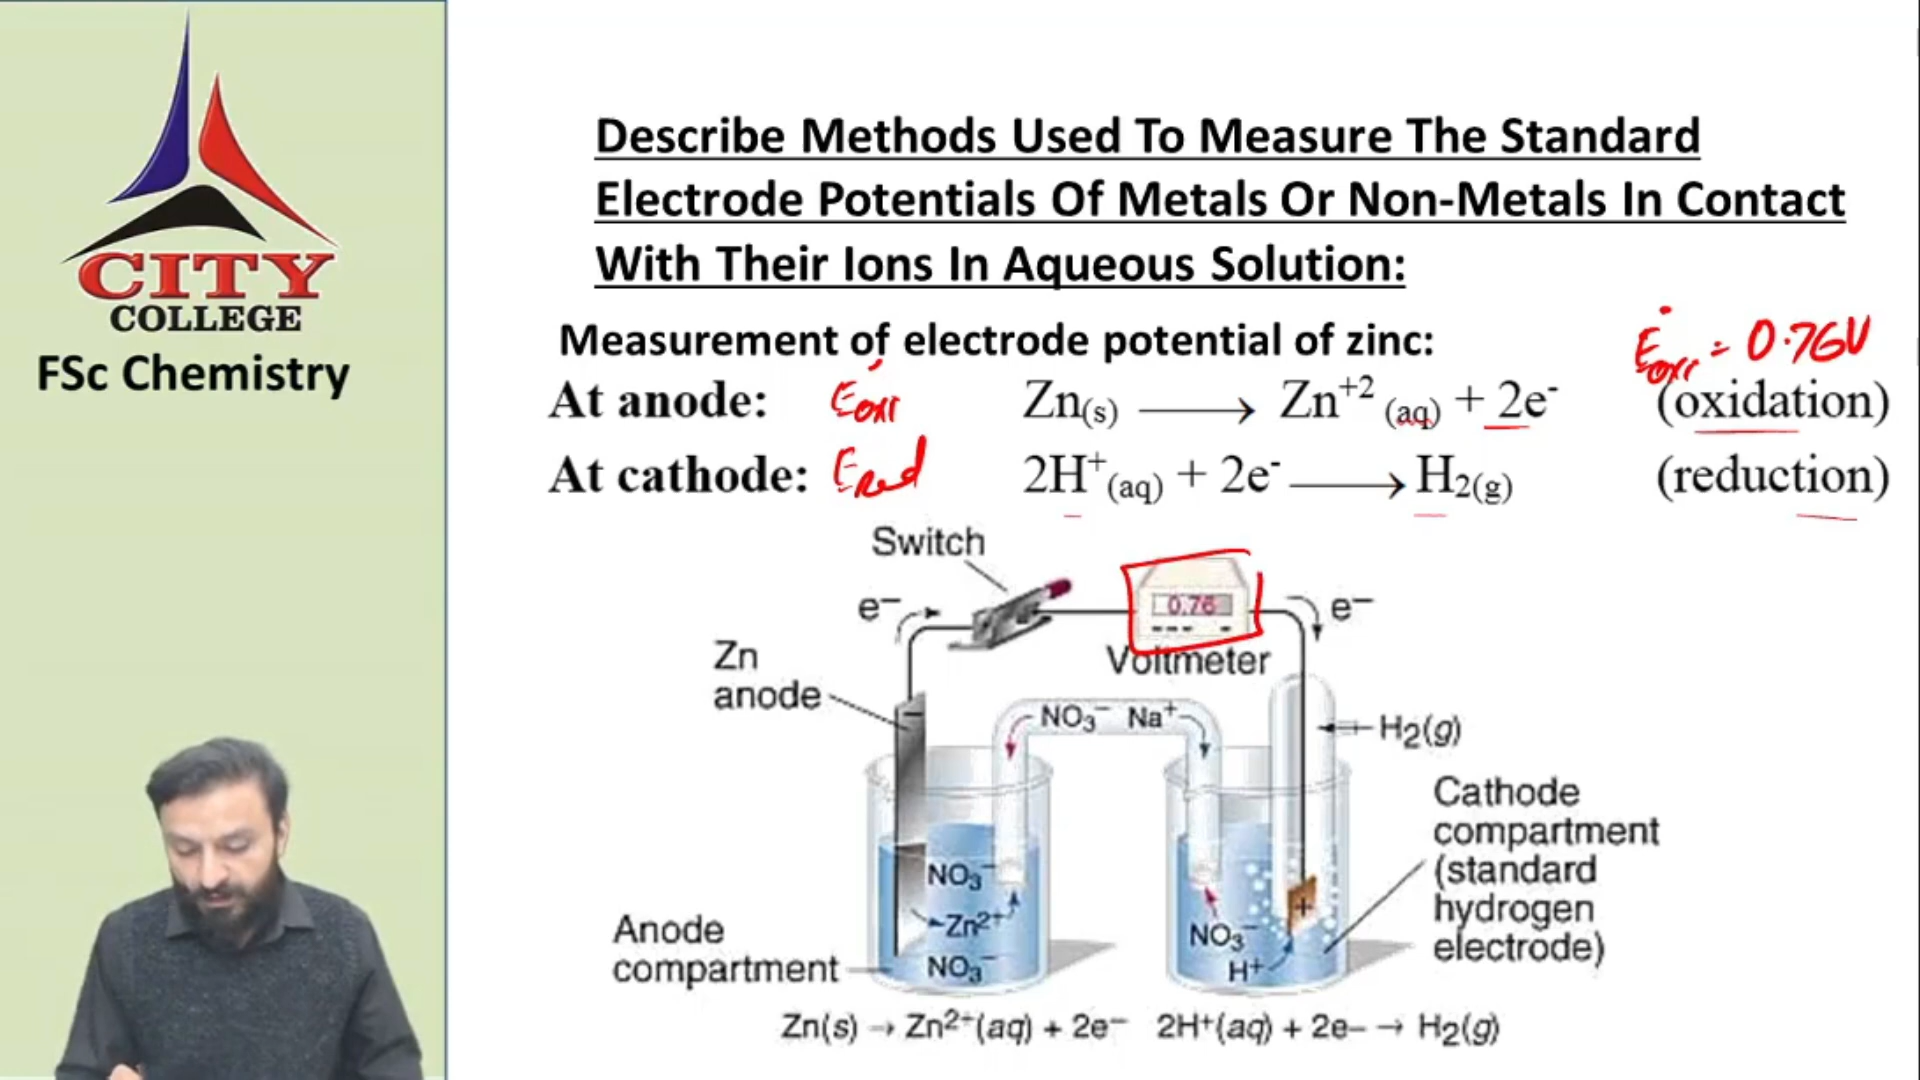 CITY
COLLEGE
FSc Chemistry
Describe Methods Used To Measure The Standard
Electrode Potentials Of Metals Or Non-Metals In Contact
With Their Ions In Aqueous Solution:
Measurement of electrode potential of zinc:
E°oxi = 0.76V
At anode: E°oxi Zn(s) ⟶ Zn⁺²(aq) + 2e⁻ (oxidation)
At cathode: Ered 2H⁺(aq) + 2e⁻ ⟶ H₂(g) (reduction)
Switch
e⁻
0.76
e⁻
Voltmeter
Zn
anode
−
NO₃⁻ Na⁺
H₂(g)
Cathode
compartment
(standard
hydrogen
electrode)
NO₃⁻
Zn²⁺
NO₃⁻
+
NO₃⁻
H⁺
Anode
compartment
Zn(s) → Zn²⁺(aq) + 2e⁻ 2H⁺(aq) + 2e− → H₂(g)